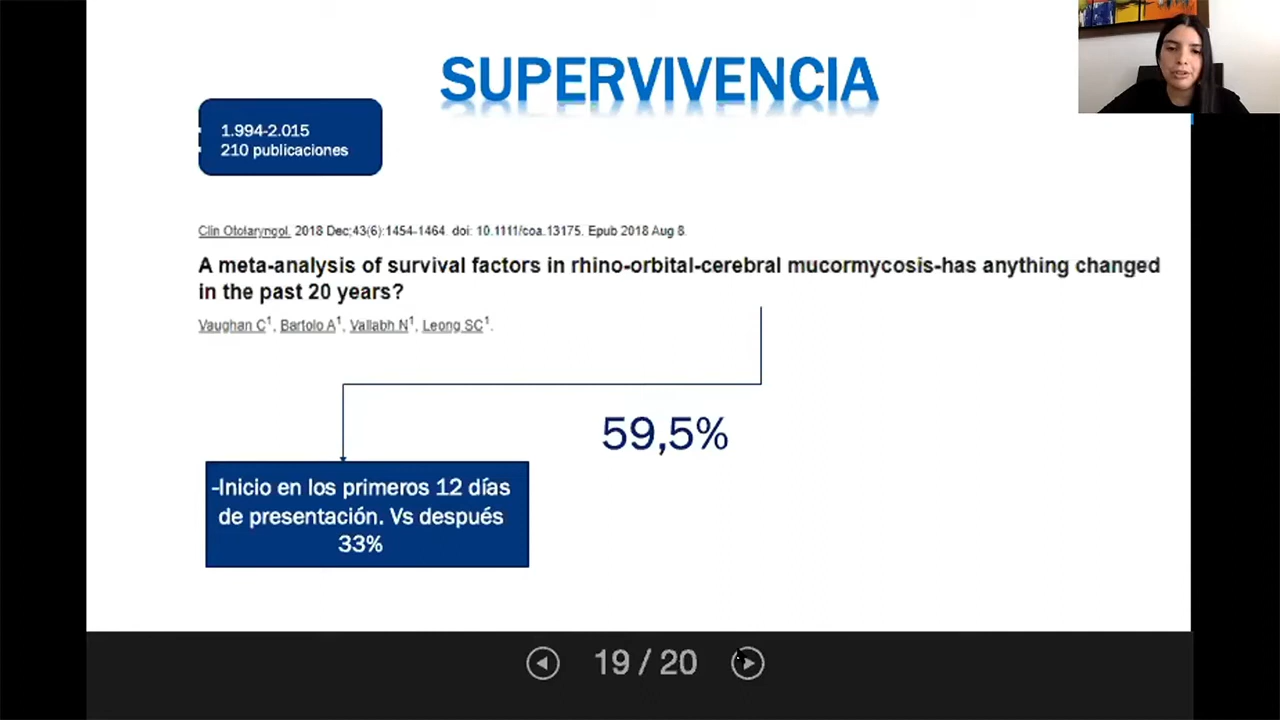 SUPERVIVENCIA
1.994-2.015
210 publicaciones
Clin Otolaryngol. 2018 Dec;43(6):1454-1464. doi: 10.1111/coa.13175. Epub 2018 Aug 8.
A meta-analysis of survival factors in rhino-orbital-cerebral mucormycosis-has anything changed
in the past 20 years?
Vaughan C1, Bartolo A1, Vallabh N1, Leong SC1.
59,5%
-Inicio en los primeros 12 días
de presentación. Vs después
33%
19 / 20